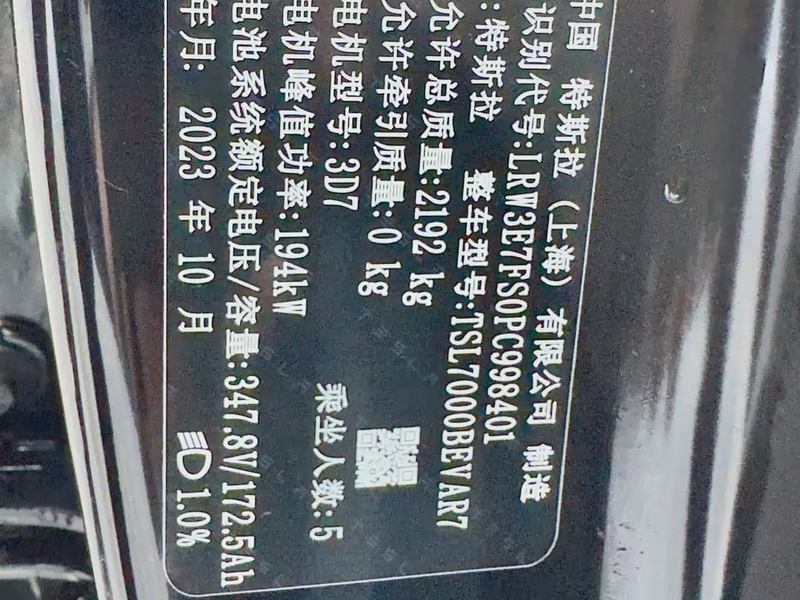 中国 特斯拉（上海）有限公司 制造
识别代号:LRW3E7FS0PC998401
:特斯拉 整车型号:TSL7000BEVAR7
允许总质量:2192 kg
允许牵引质量:0 kg
电机型号:3D7
乘坐人数:5
电机峰值功率:194kW
电池系统额定电压/容量:347.8V/172.5Ah
年月: 2023 年 10 月
1.0%